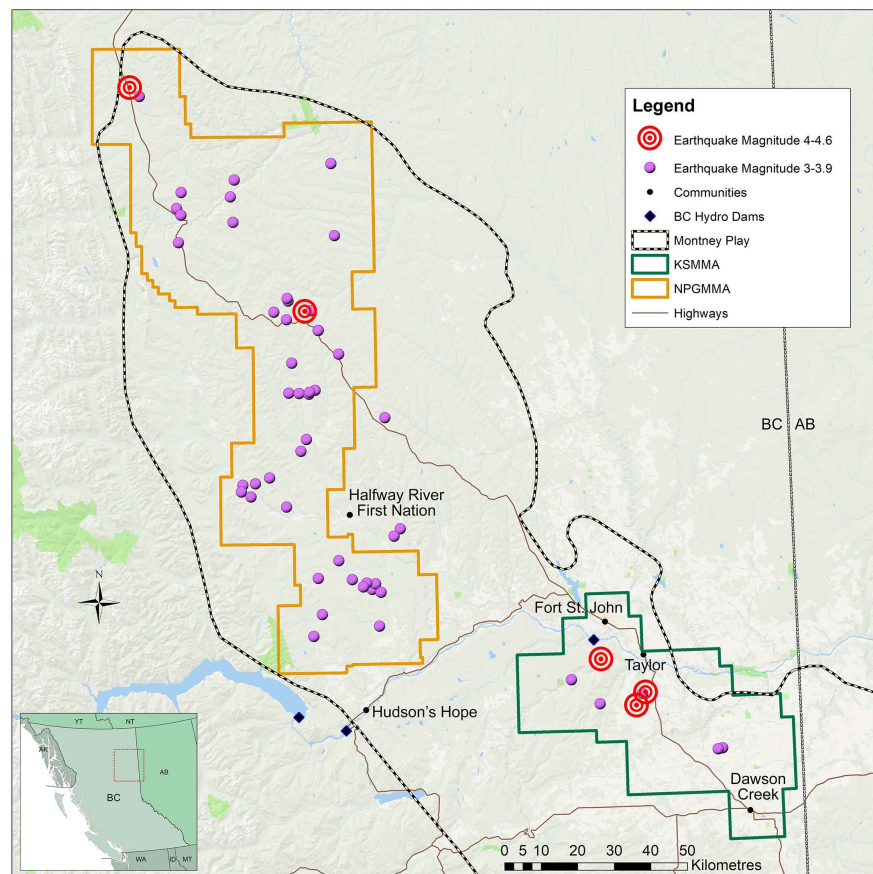 Legend
Earthquake Magnitude 4-4.6
Earthquake Magnitude 3-3.9
Communities
BC Hydro Dams
Montney Play
KSMMA
NPGMMA
Highways
BC
AB
Halfway River
First Nation
N
Fort St. John
Taylor
Hudson's Hope
Dawson
Creek
YT
NT
AK
AB
BC
WA
ID
MT
0 5 10 20 30 40 50
Kilometres